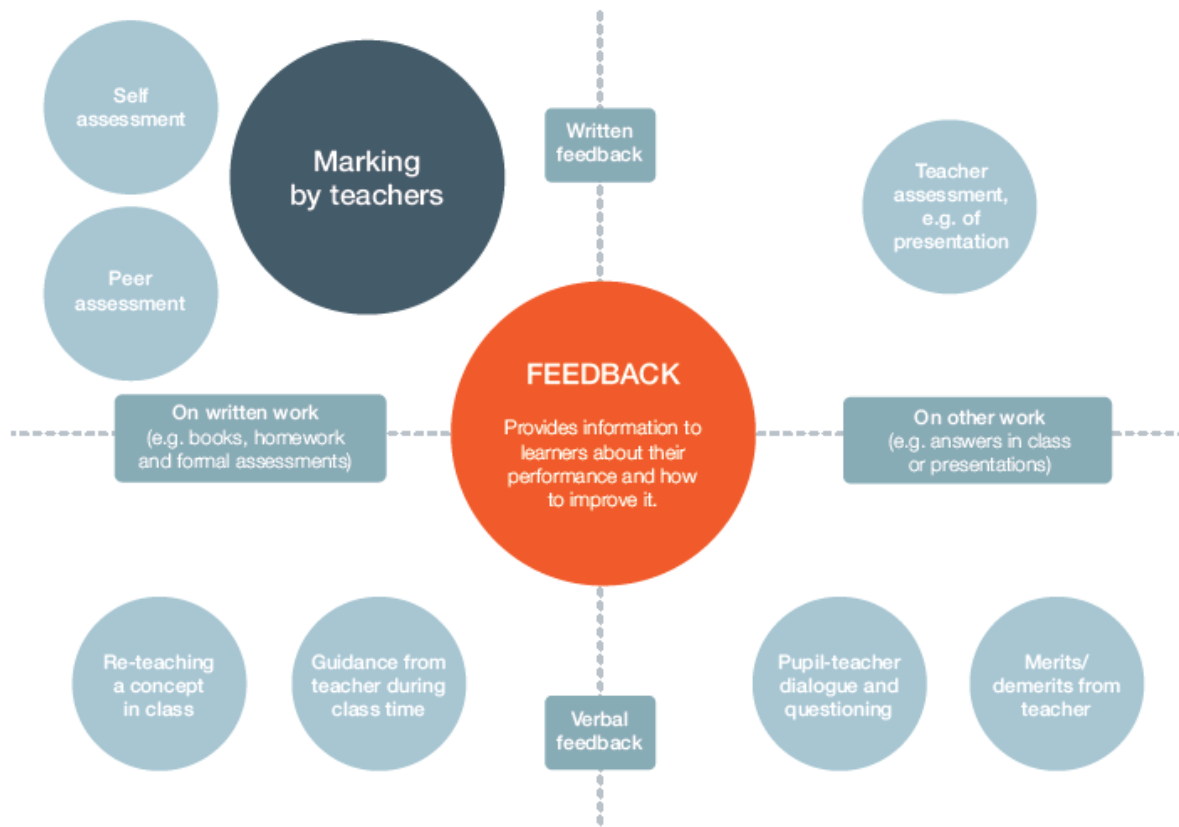 Self
assessment
Marking
by teachers
Written
feedback
Teacher
assessment,
e.g. of
presentation
Peer
assessment
FEEDBACK
Provides information to
learners about their
performance and how
to improve it.
On written work
(e.g. books, homework
and formal assessments)
On other work
(e.g. answers in class
or presentations)
Re-teaching
a concept
in class
Guidance from
teacher during
class time
Verbal
feedback
Pupil-teacher
dialogue and
questioning
Merits/
demerits from
teacher